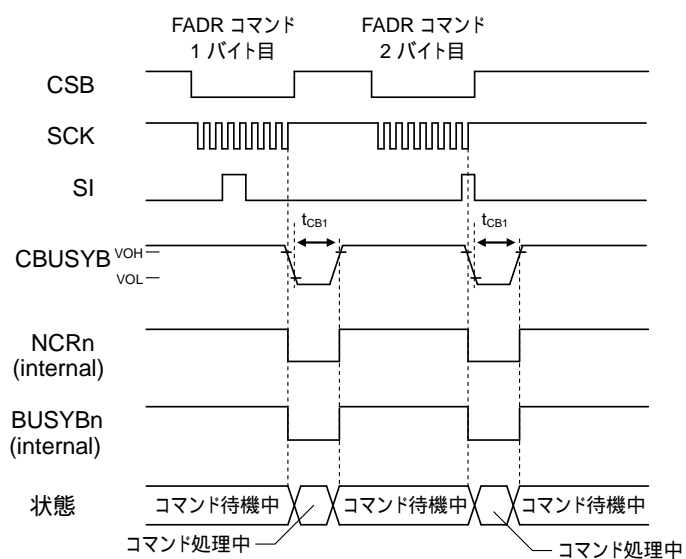 FADR コマンド
1 バイト目
FADR コマンド
2 バイト目
CSB
SCK
SI
tCB1
tCB1
CBUSYB
VOH
VOL
NCRn
(internal)
BUSYBn
(internal)
状態
コマンド待機中
コマンド待機中
コマンド待機中
コマンド処理中
コマンド処理中